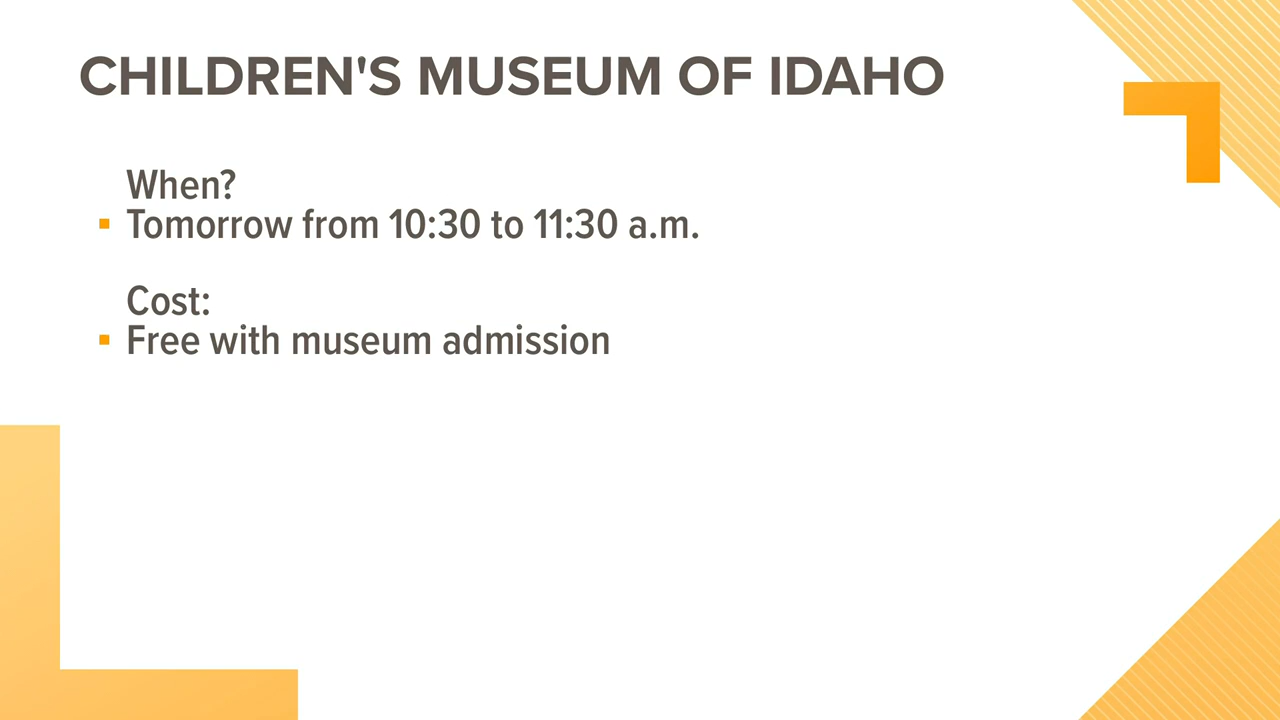 CHILDREN'S MUSEUM OF IDAHO
When?
▪ Tomorrow from 10:30 to 11:30 a.m.
Cost:
▪ Free with museum admission